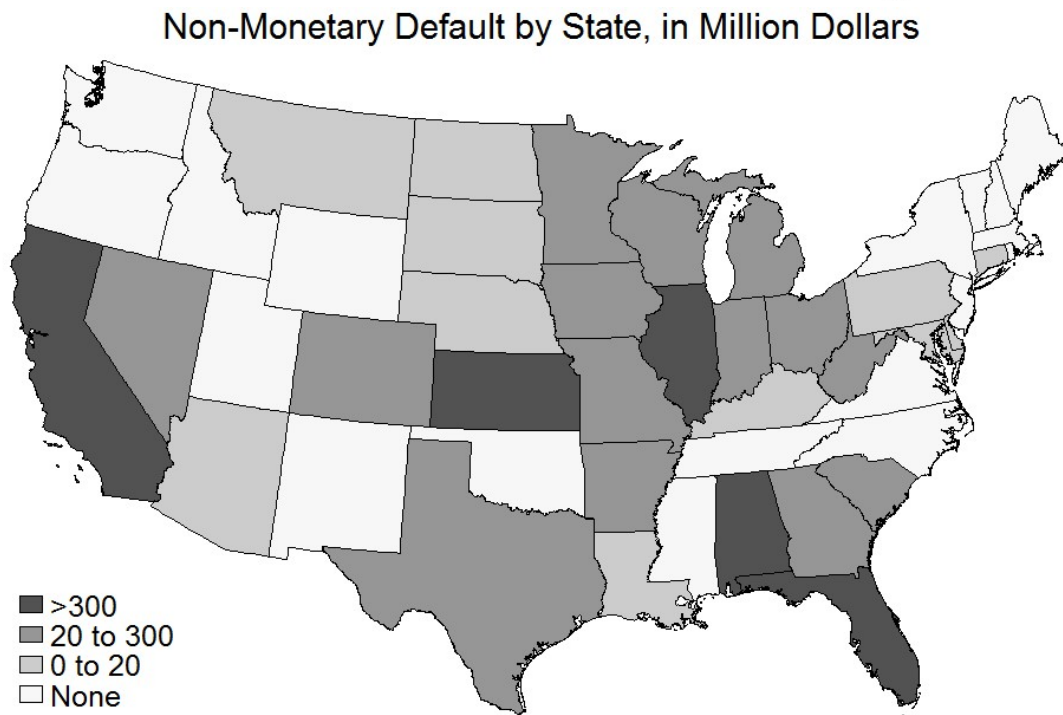 Non-Monetary Default by State, in Million Dollars
>300
20 to 300
0 to 20
None